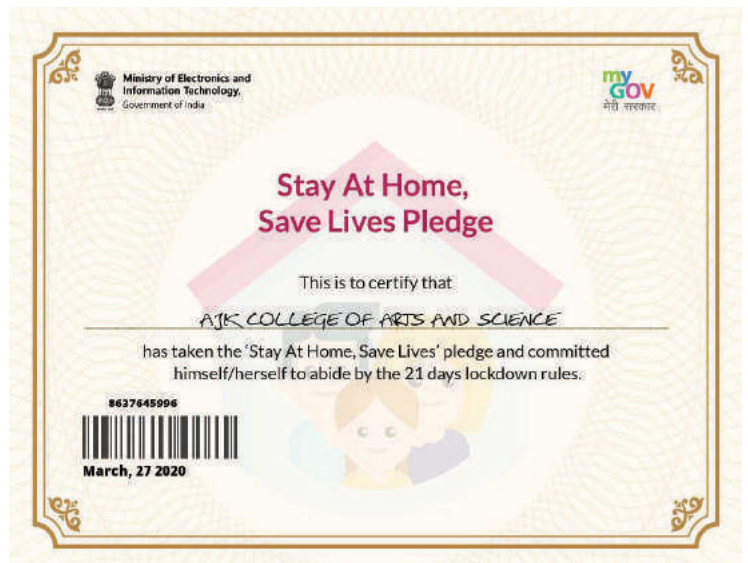 Ministry of Electronics and
Information Technology,
Government of India
my
GOV
मेरी सरकार
Stay At Home,
Save Lives Pledge
This is to certify that
AJK COLLEGE OF ARTS AND SCIENCE
has taken the 'Stay At Home, Save Lives' pledge and committed
himself/herself to abide by the 21 days lockdown rules.
8637645996
March, 27 2020